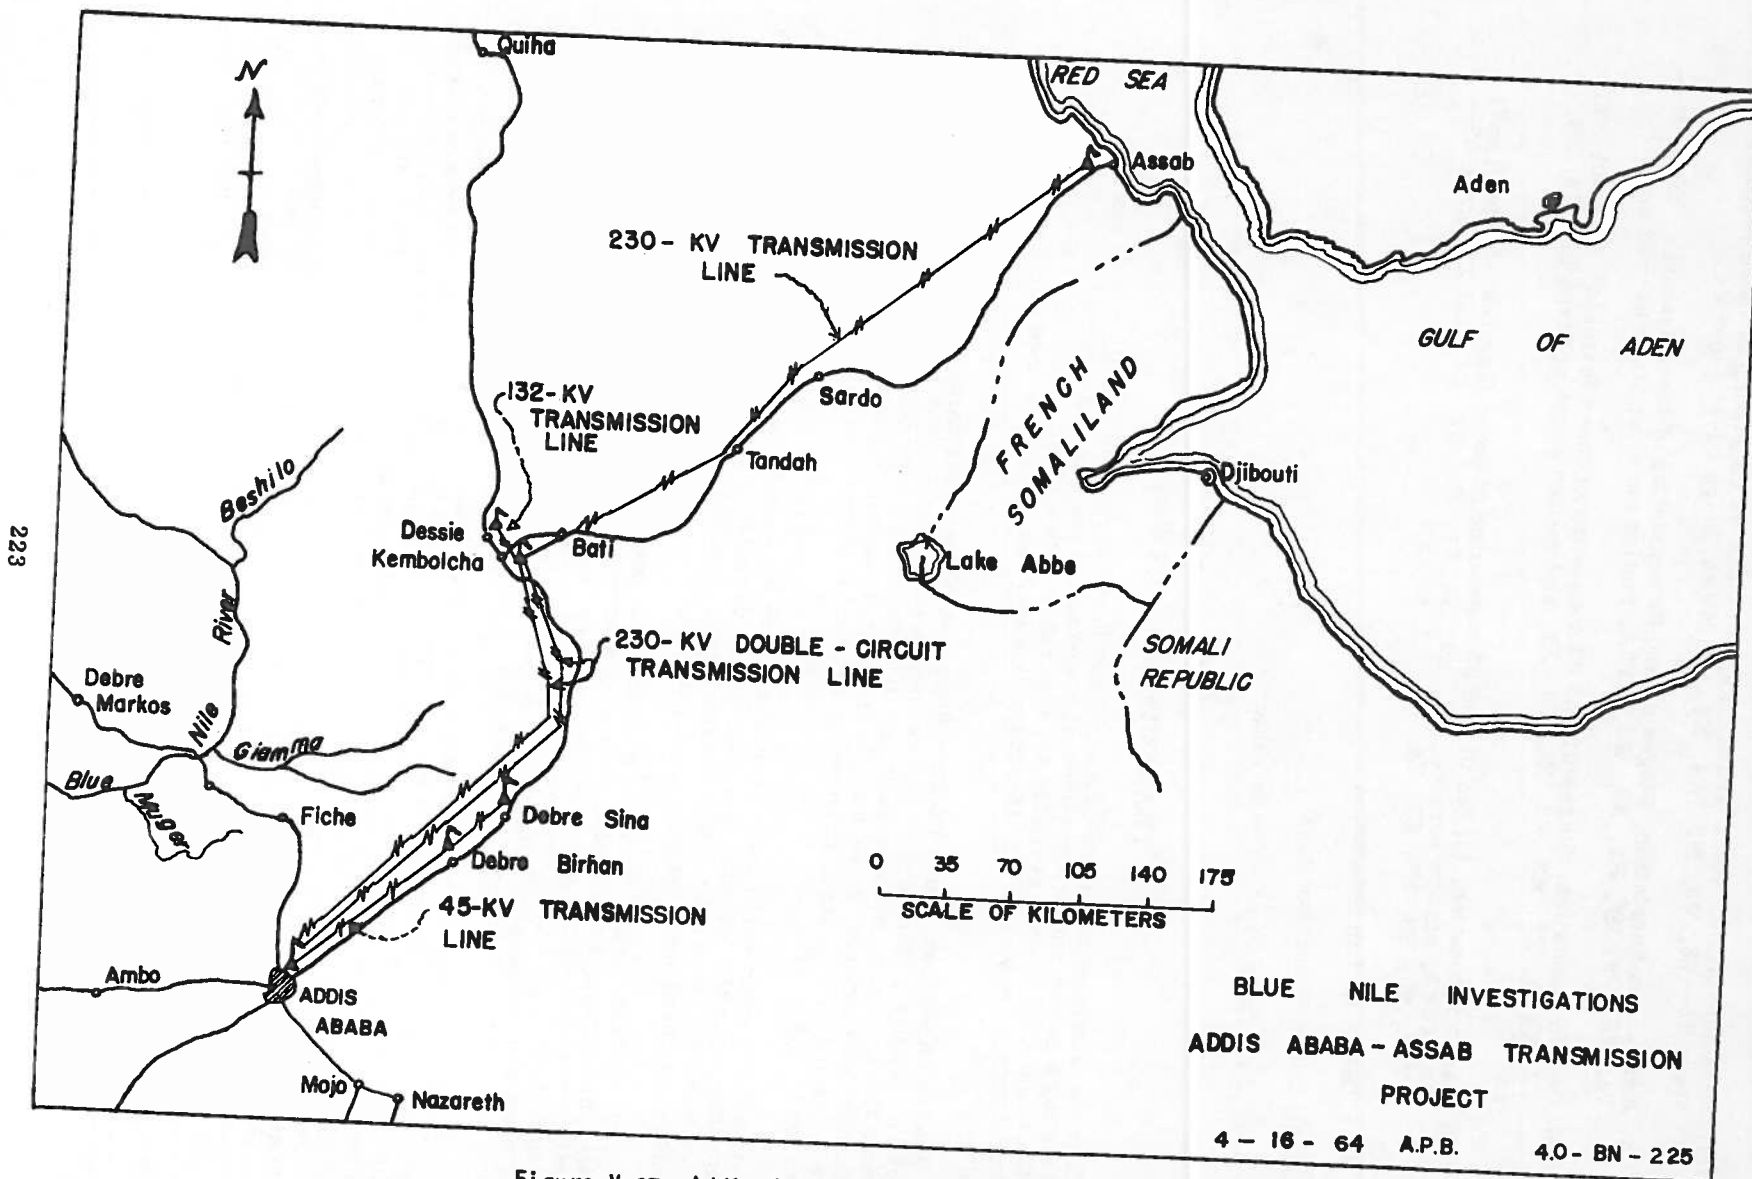 Quiha
N
RED SEA
Assab
Aden
230- KV TRANSMISSION
LINE
GULF OF ADEN
132-KV
TRANSMISSION
LINE
Sardo
FRENCH
SOMALILAND
Tandah
Djibouti
Beshilo
Dessie
Kembolcha
Bati
Lake Abbe
223
River
230-KV DOUBLE-CIRCUIT
TRANSMISSION LINE
SOMALI
REPUBLIC
Debre
Markos
Nile
Giamma
Blue
Muger
Fiche
Debre Sina
Debre Birhan
0 35 70 105 140 175
SCALE OF KILOMETERS
45-KV TRANSMISSION
LINE
Ambo
ADDIS
ABABA
Mojo
Nazareth
BLUE NILE INVESTIGATIONS
ADDIS ABABA-ASSAB TRANSMISSION
PROJECT
4-16-64 A.P.B. 4.0-BN-225